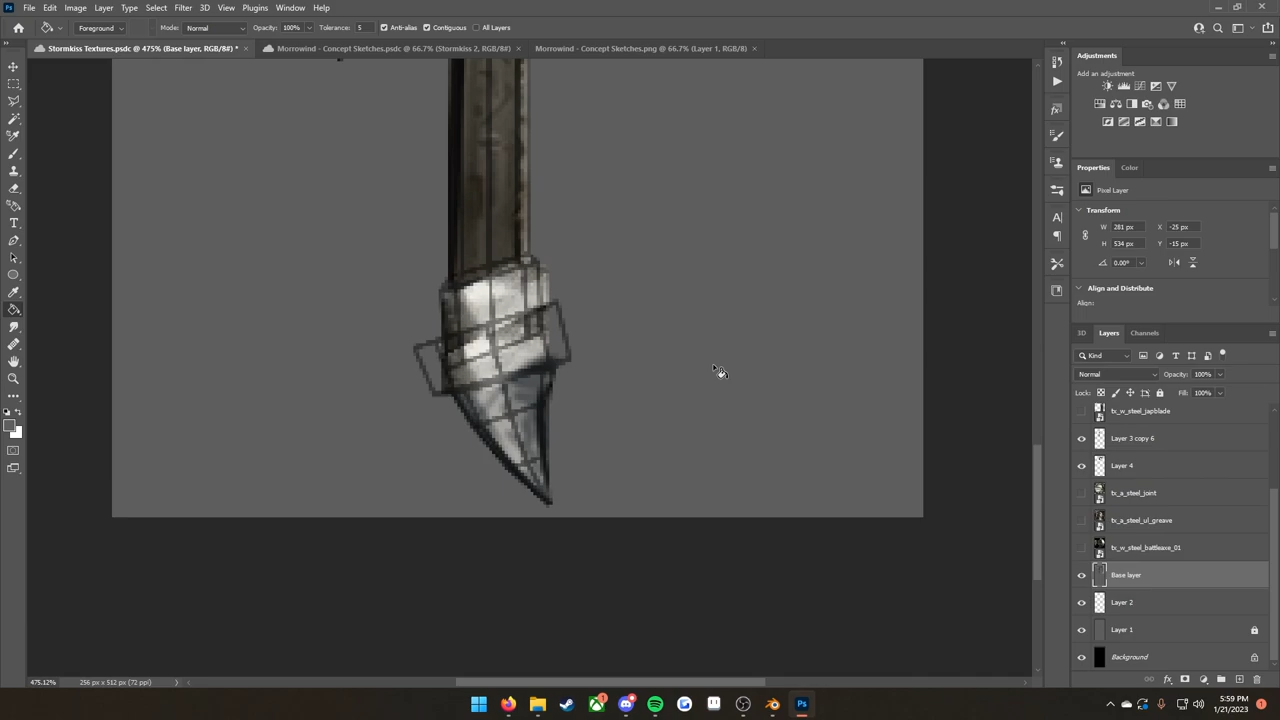 File Edit Image Layer Type Select Filter 3D View Plugins Window Help
Foreground Mode: Normal Opacity: 100% Tolerance: 5 Anti-alias Contiguous All Layers
Stormkiss Textures.psdc @ 475% (Base layer, RGB/8#) * Morrowind - Concept Sketches.psdc @ 66.7% (Stormkiss 2, RGB/8#) Morrowind - Concept Sketches.png @ 66.7% (Layer 1, RGB/8)
Adjustments
Add an adjustment
Properties Color
Pixel Layer
Transform
W 281 px X -25 px
H 534 px Y -15 px
0.00°
Align and Distribute
Align:
3D Layers Channels
Kind
Normal Opacity: 100%
Lock: Fill: 100%
tx_w_steel_japblade
Layer 3 copy 6
Layer 4
tx_a_steel_joint
tx_a_steel_ul_greave
tx_w_steel_battleaxe_01
Base layer
Layer 2
Layer 1
Background
475.12% 256 px x 512 px (72 ppi)
5:59 PM
1/21/2023